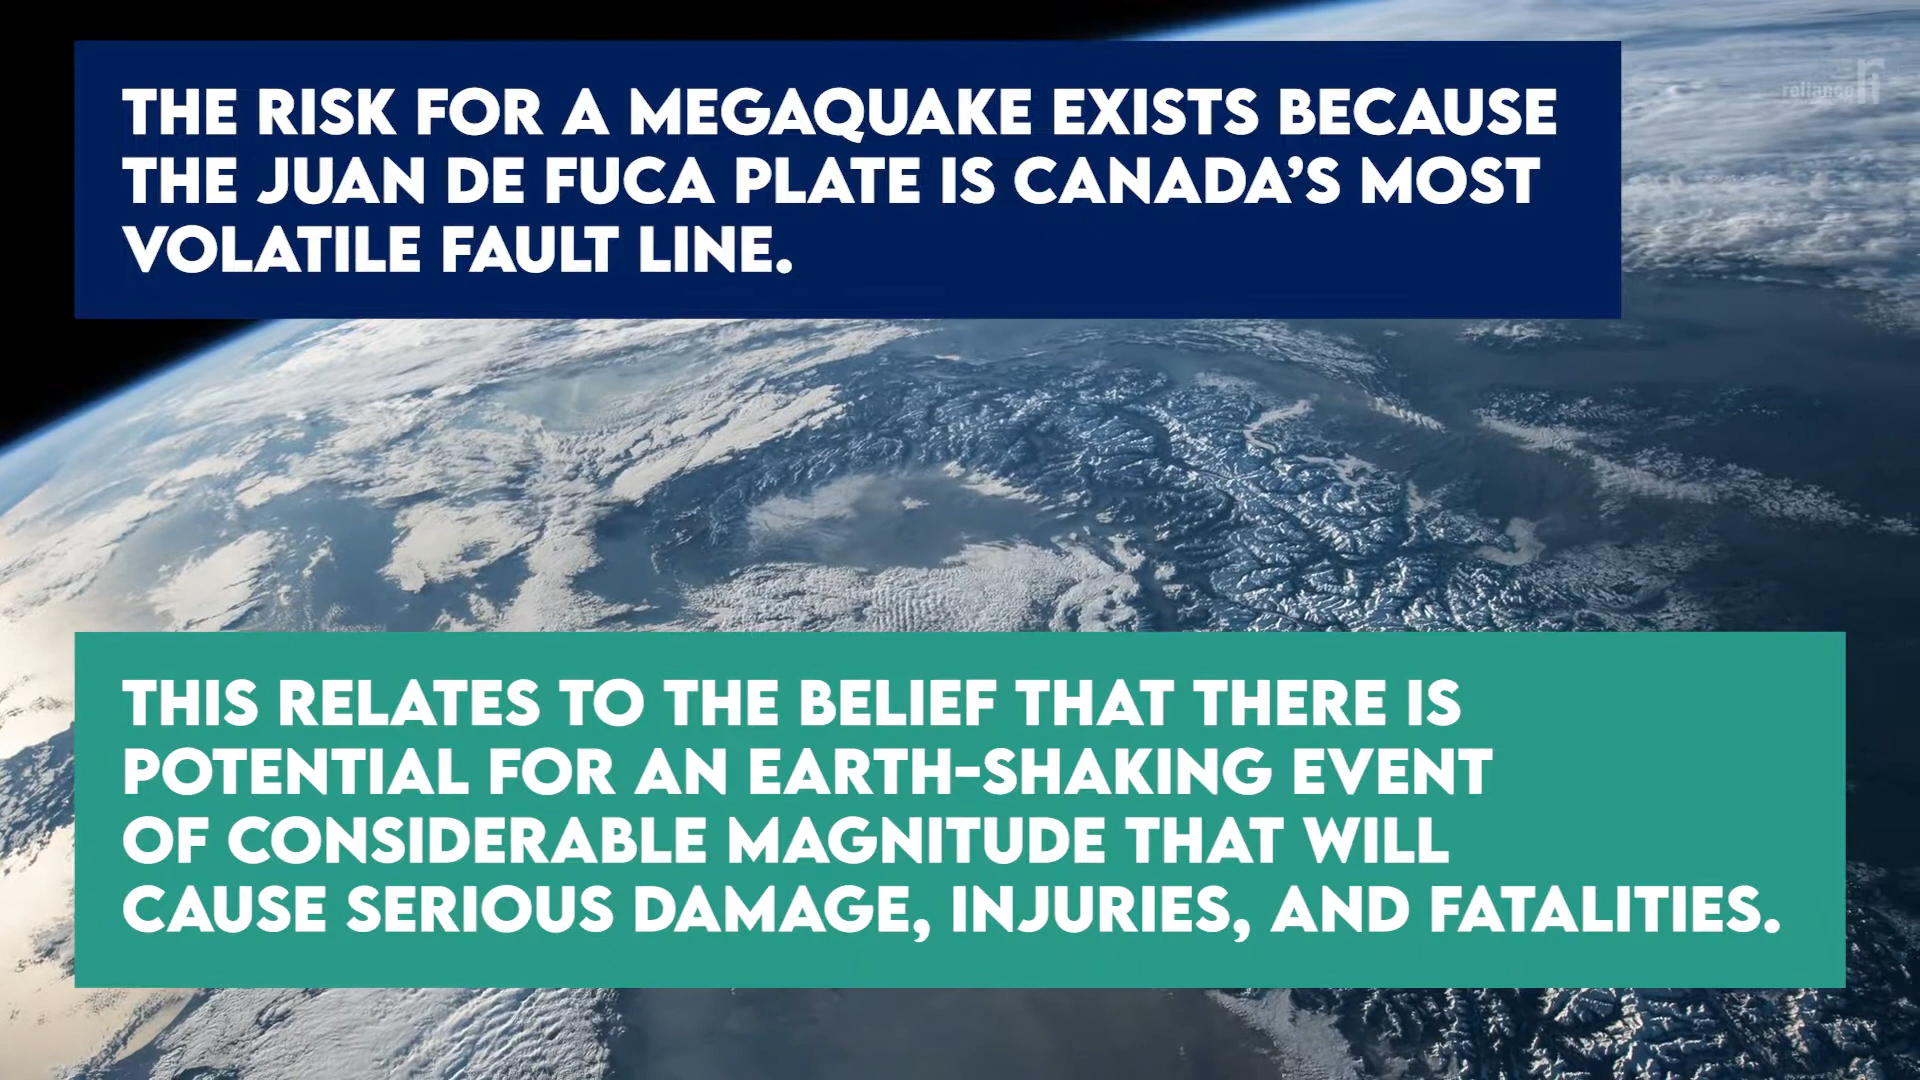 THE RISK FOR A MEGAQUAKE EXISTS BECAUSE
THE JUAN DE FUCA PLATE IS CANADA'S MOST
VOLATILE FAULT LINE.
reliance
THIS RELATES TO THE BELIEF THAT THERE IS
POTENTIAL FOR AN EARTH-SHAKING EVENT
OF CONSIDERABLE MAGNITUDE THAT WILL
CAUSE SERIOUS DAMAGE, INJURIES, AND FATALITIES.